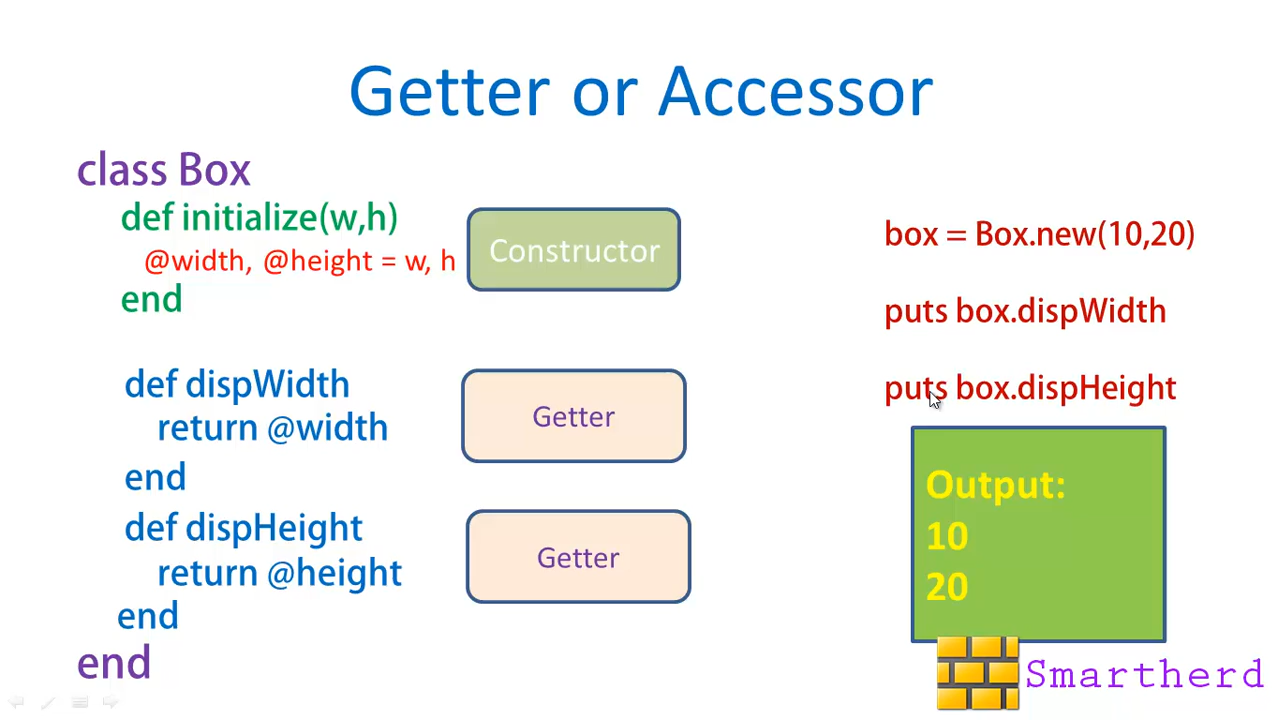 Getter or Accessor
class Box
def initialize(w,h)
@width, @height = w, h
end
Constructor
def dispWidth
return @width
end
Getter
def dispHeight
return @height
end
Getter
end
box = Box.new(10,20)
puts box.dispWidth
puts box.dispHeight
Output:
10
20
Smartherd